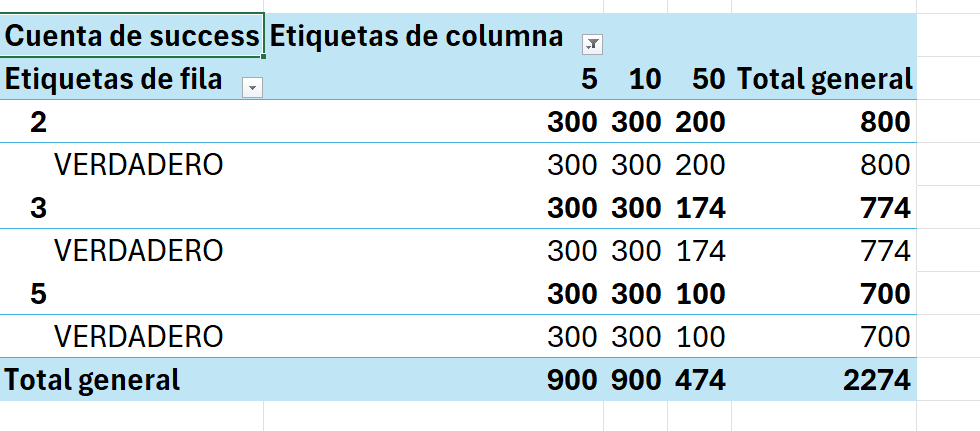 Cuenta de success Etiquetas de columna
Etiquetas de fila 5 10 50 Total general
2 300 300 200 800
VERDADERO 300 300 200 800
3 300 300 174 774
VERDADERO 300 300 174 774
5 300 300 100 700
VERDADERO 300 300 100 700
Total general 900 900 474 2274